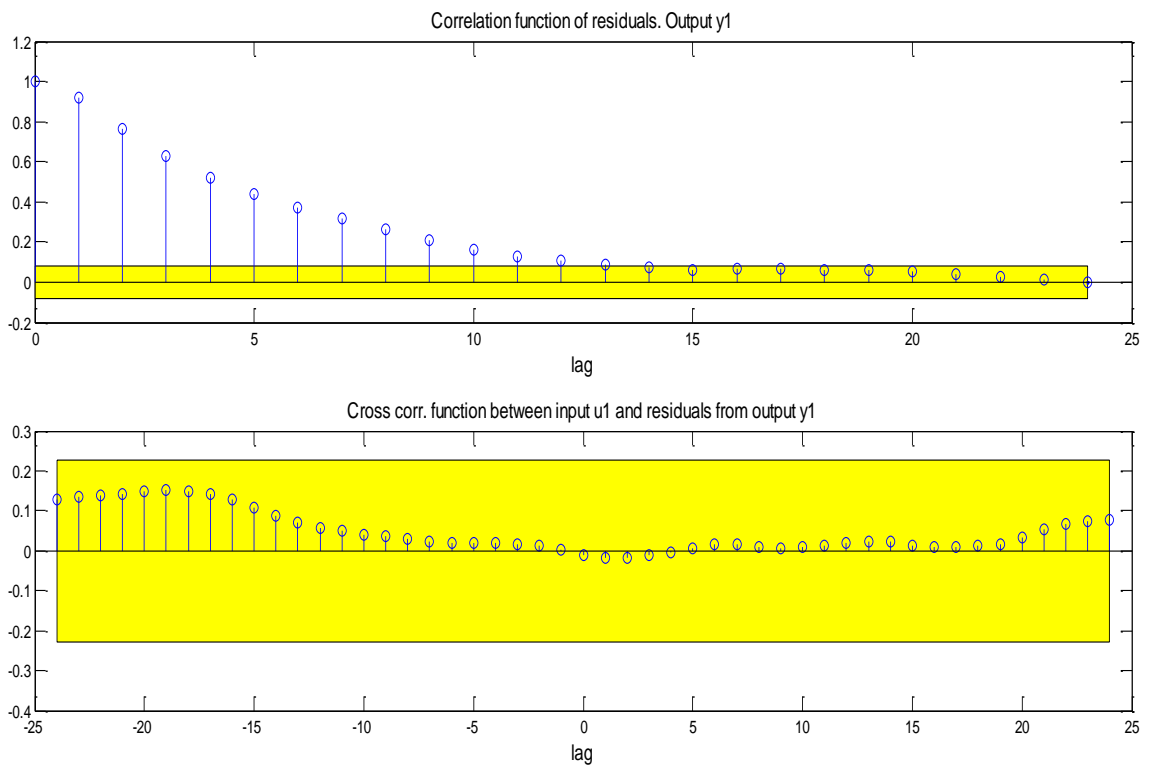 Correlation function of residuals. Output y1
1.2
1
0.8
0.6
0.4
0.2
0
-0.2
0 5 10 15 20 25
lag
Cross corr. function between input u1 and residuals from output y1
0.3
0.2
0.1
0
-0.1
-0.2
-0.3
-0.4
-25 -20 -15 -10 -5 0 5 10 15 20 25
lag